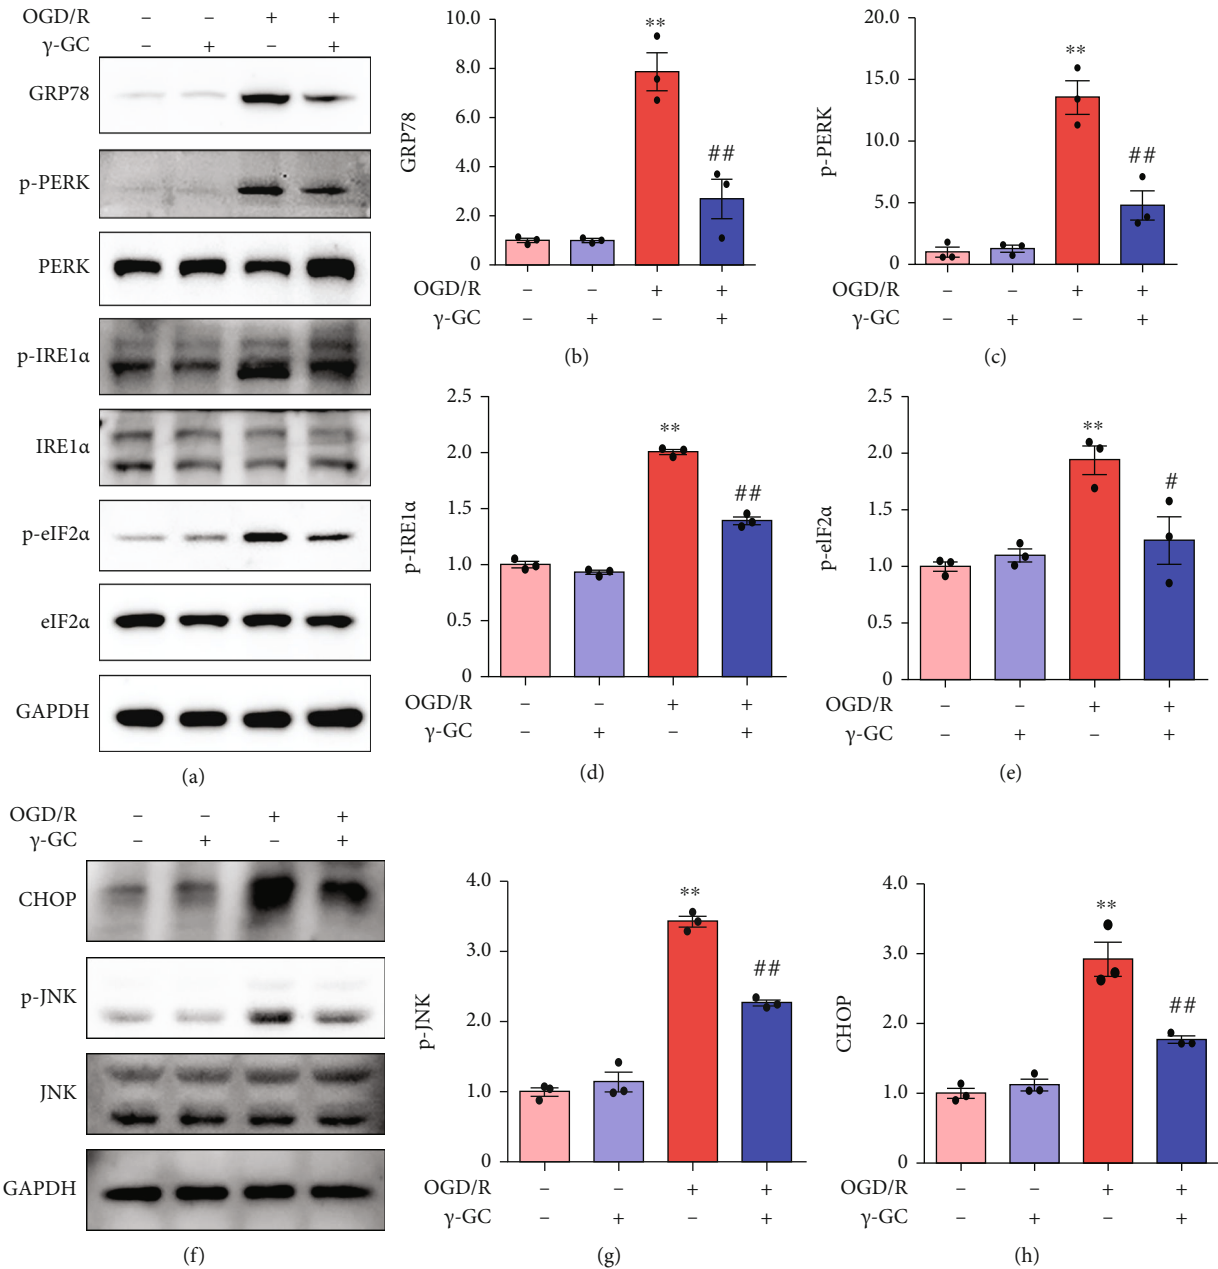 OGD/R – – + +
γ-GC – + – +
GRP78
p-PERK
PERK
p-IRE1α
IRE1α
p-eIF2α
eIF2α
GAPDH
(a)
10.0
8.0
6.0
4.0
2.0
0
GRP78
**
##
OGD/R – – + +
γ-GC – + – +
(b)
20.0
15.0
10.0
5.0
0
p-PERK
**
##
OGD/R – – + +
γ-GC – + – +
(c)
2.5
2.0
1.5
1.0
0.5
0
p-IRE1α
**
##
OGD/R – – + +
γ-GC – + – +
(d)
2.5
2.0
1.5
1.0
0.5
0
p-elF2α
**
#
OGD/R – – + +
γ-GC – + – +
(e)
OGD/R – – + +
γ-GC – + – +
CHOP
p-JNK
JNK
GAPDH
(f)
4.0
3.0
2.0
1.0
0
p-JNK
**
##
OGD/R – – + +
γ-GC – + – +
(g)
4.0
3.0
2.0
1.0
0
CHOP
**
##
OGD/R – – + +
γ-GC – + – +
(h)